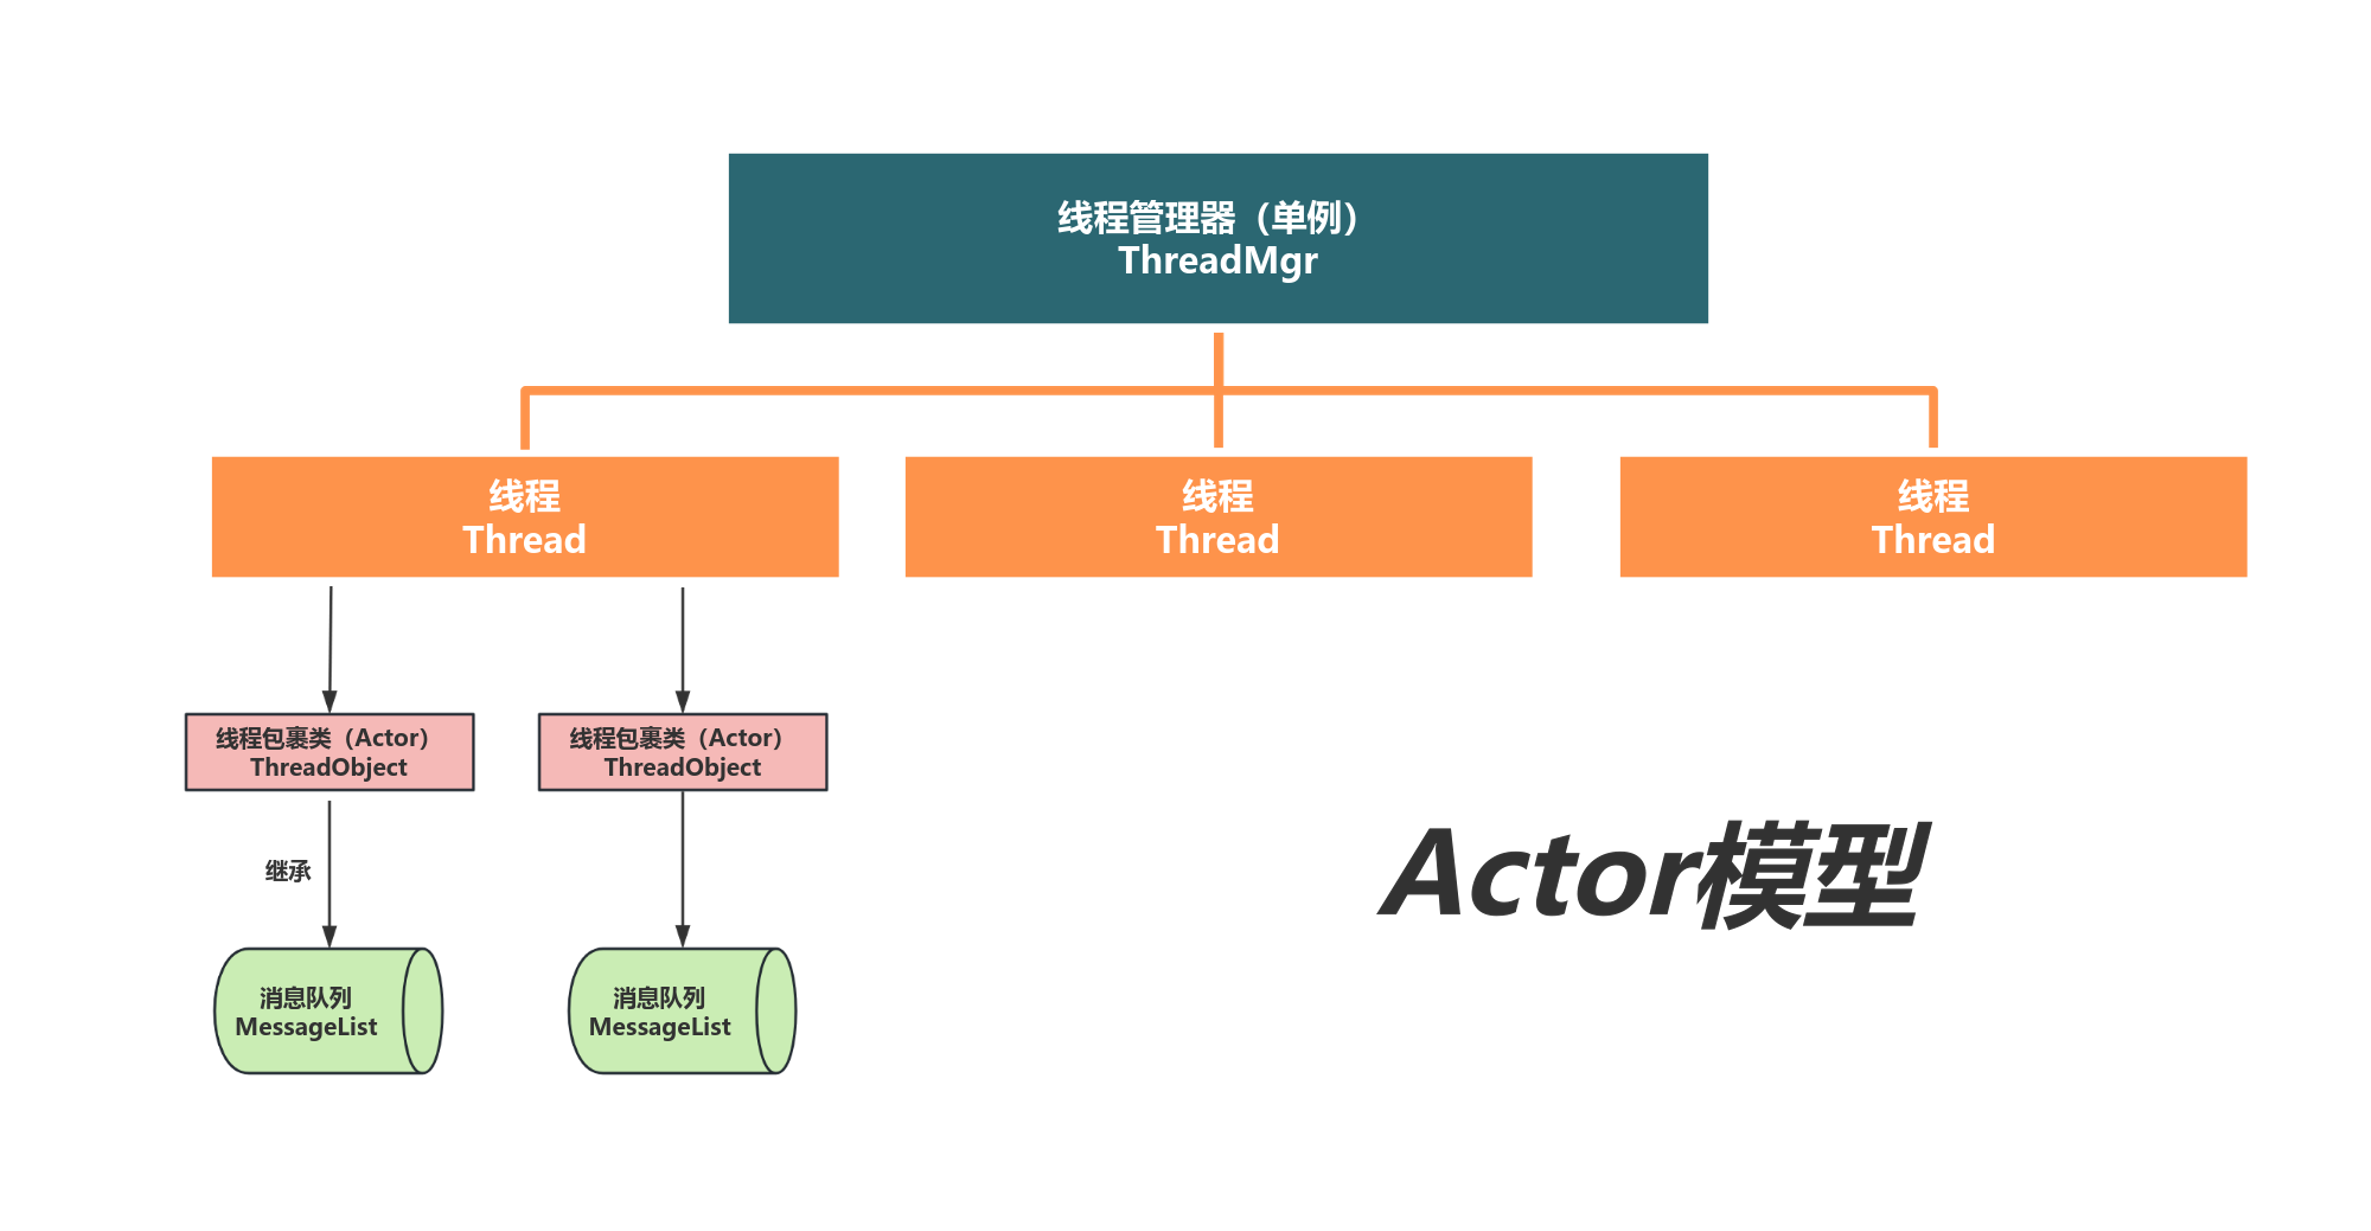 线程管理器（单例）
ThreadMgr
线程
Thread
线程
Thread
线程
Thread
线程包裹类（Actor）
ThreadObject
线程包裹类（Actor）
ThreadObject
继承
消息队列
MessageList
消息队列
MessageList
Actor模型